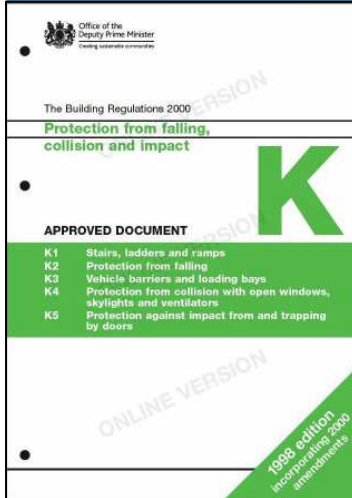 Office of the
Deputy Prime Minister
Creating sustainable communities
The Building Regulations 2000
Protection from falling,
collision and impact
K
APPROVED DOCUMENT
K1 Stairs, ladders and ramps
K2 Protection from falling
K3 Vehicle barriers and loading bays
K4 Protection from collision with open windows,
skylights and ventilators
K5 Protection against impact from and trapping
by doors
1998 edition
incorporating 2000
amendments
ONLINE VERSION
ONLINE VERSION